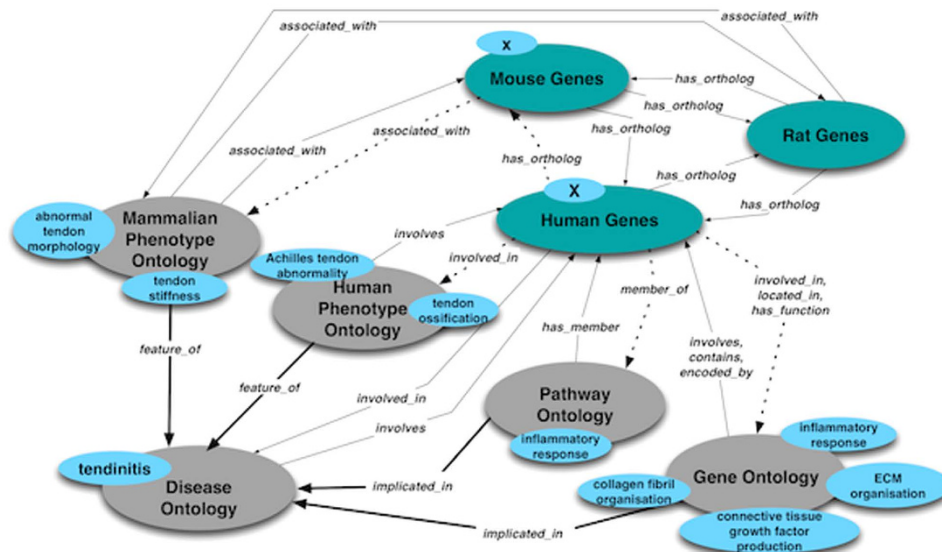 associated_with
associated_with
X
Mouse Genes
has_ortholog
has_ortholog
Rat Genes
associated_with
associated_with
has_ortholog
has_ortholog
has_ortholog
has_ortholog
X
Human Genes
abnormal
tendon
morphology
Mammalian
Phenotype
Ontology
tendon
stiffness
involves
involved_in
Achilles tendon
abnormality
Human
Phenotype
Ontology
tendon
ossification
member_of
involved_in,
located_in,
has_function
has_member
involves,
contains,
encoded_by
feature_of
feature_of
involved_in
involves
Pathway
Ontology
inflammatory
response
tendinitis
Disease
Ontology
implicated_in
implicated_in
inflammatory
response
Gene Ontology
collagen fibril
organisation
ECM
organisation
connective tissue
growth factor
production